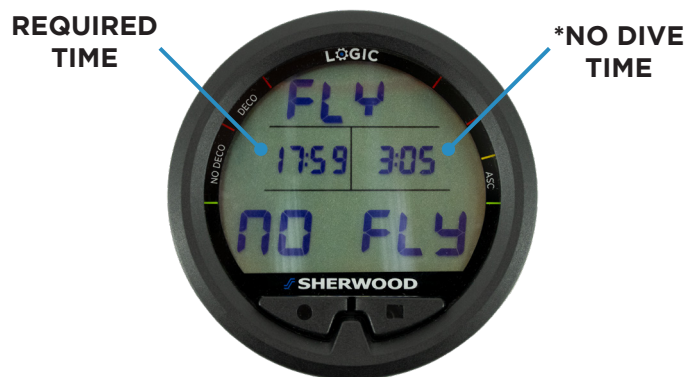 REQUIRED
TIME
*NO DIVE
TIME
LOGIC
DECO
NO DECO
ASC
FLY
17:59 3:05
NO FLY
SHERWOOD